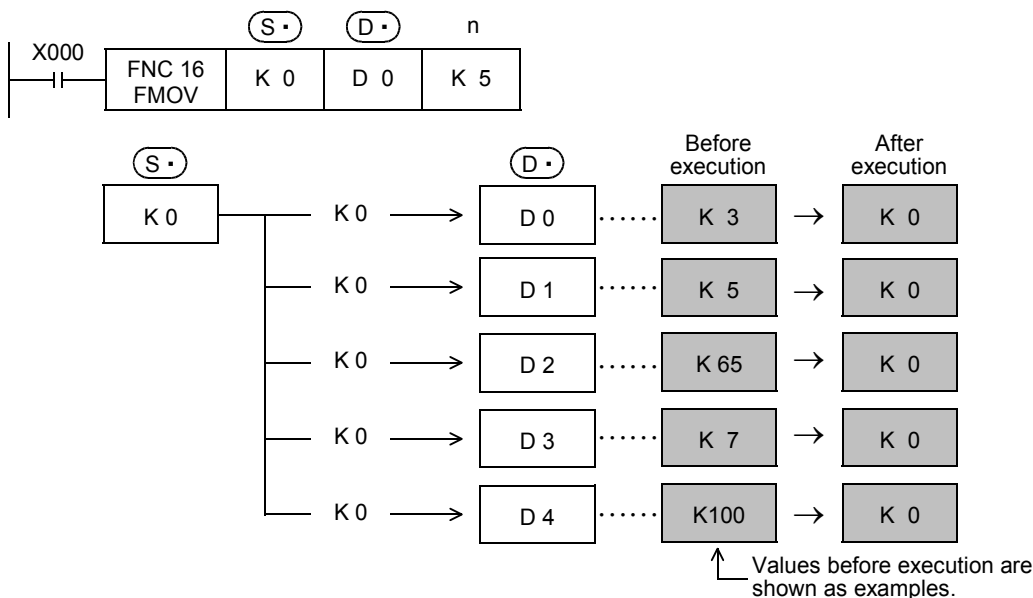 S· D· n
X000
FNC 16 FMOV K 0 D 0 K 5
S· D· Before execution After execution
K 0 K 0 D 0 ...... K 3 → K 0
K 0 D 1 ...... K 5 → K 0
K 0 D 2 ...... K 65 → K 0
K 0 D 3 ...... K 7 → K 0
K 0 D 4 ...... K100 → K 0
Values before execution are
shown as examples.